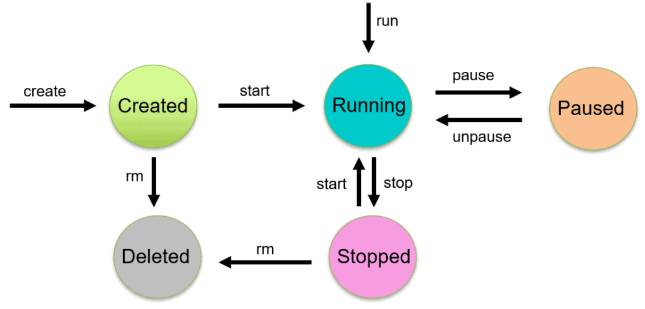 run
create
Created
start
Running
pause
unpause
Paused
rm
start
stop
Deleted
rm
Stopped